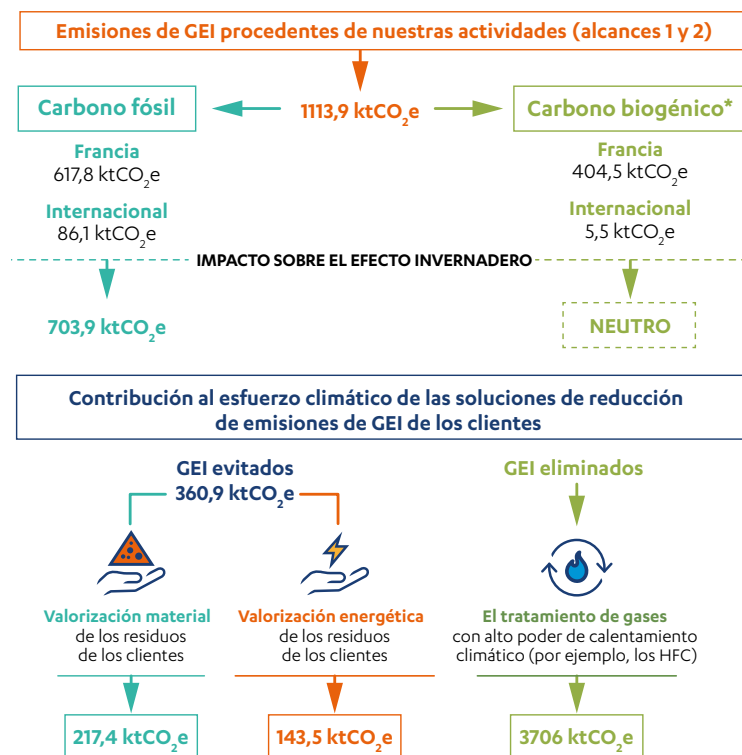 Emisiones de GEI procedentes de nuestras actividades (alcances 1 y 2)
Carbono fósil
1113,9 ktCO₂e
Carbono biogénico*
Francia
617,8 ktCO₂e
Internacional
86,1 ktCO₂e
Francia
404,5 ktCO₂e
Internacional
5,5 ktCO₂e
IMPACTO SOBRE EL EFECTO INVERNADERO
703,9 ktCO₂e
NEUTRO
Contribución al esfuerzo climático de las soluciones de reducción
de emisiones de GEI de los clientes
GEI evitados
360,9 ktCO₂e
GEI eliminados
Valorización material
de los residuos
de los clientes
Valorización energética
de los residuos
de los clientes
El tratamiento de gases
con alto poder de calentamiento
climático (por ejemplo, los HFC)
217,4 ktCO₂e
143,5 ktCO₂e
3706 ktCO₂e